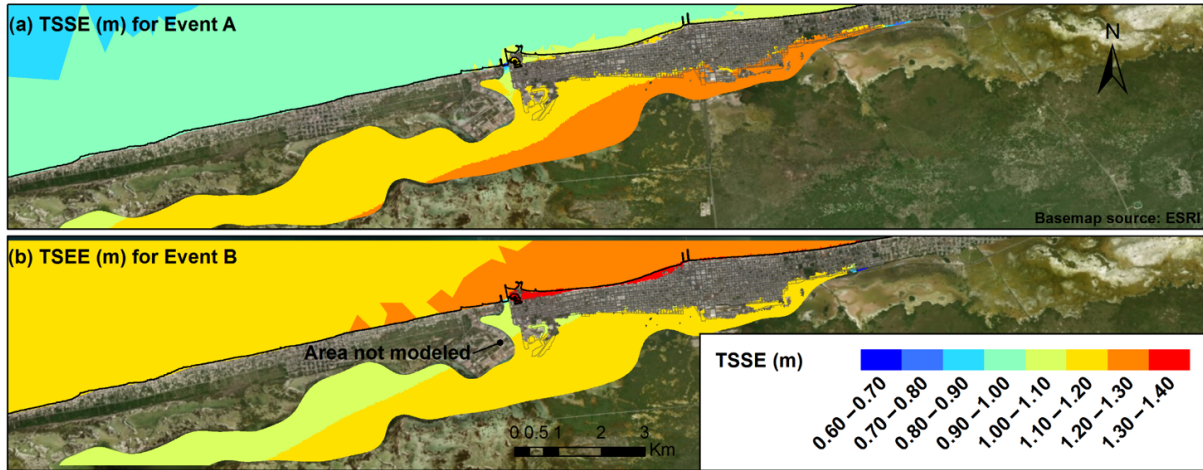 (a) TSSE (m) for Event A
N
Basemap source: ESRI
(b) TSEE (m) for Event B
Area not modeled
0 0.5 1 2 3
Km
TSSE (m)
0.60 – 0.70
0.70 – 0.80
0.80 – 0.90
0.90 – 1.00
1.00 – 1.10
1.10 – 1.20
1.20 – 1.30
1.30 – 1.40